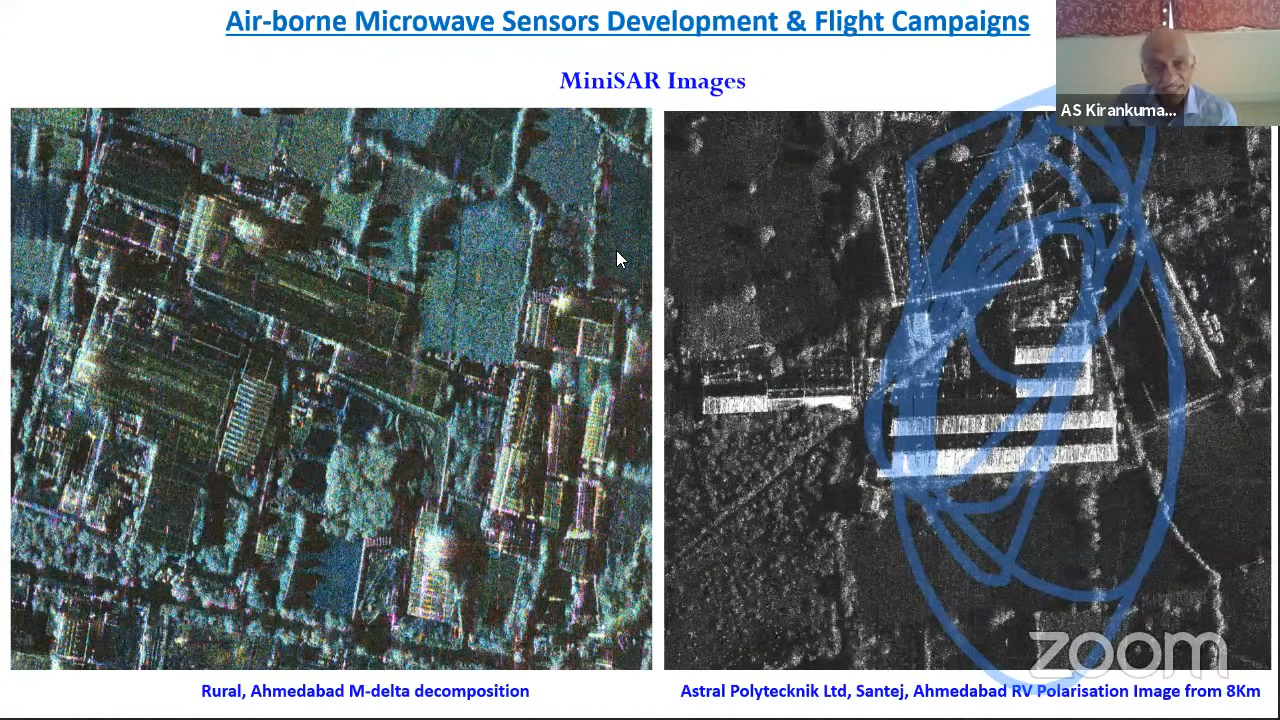 Air-borne Microwave Sensors Development & Flight Campaigns
AS Kirankuma...
MiniSAR Images
zoom
Rural, Ahmedabad M-delta decomposition
Astral Polytecknik Ltd, Santej, Ahmedabad RV Polarisation Image from 8Km